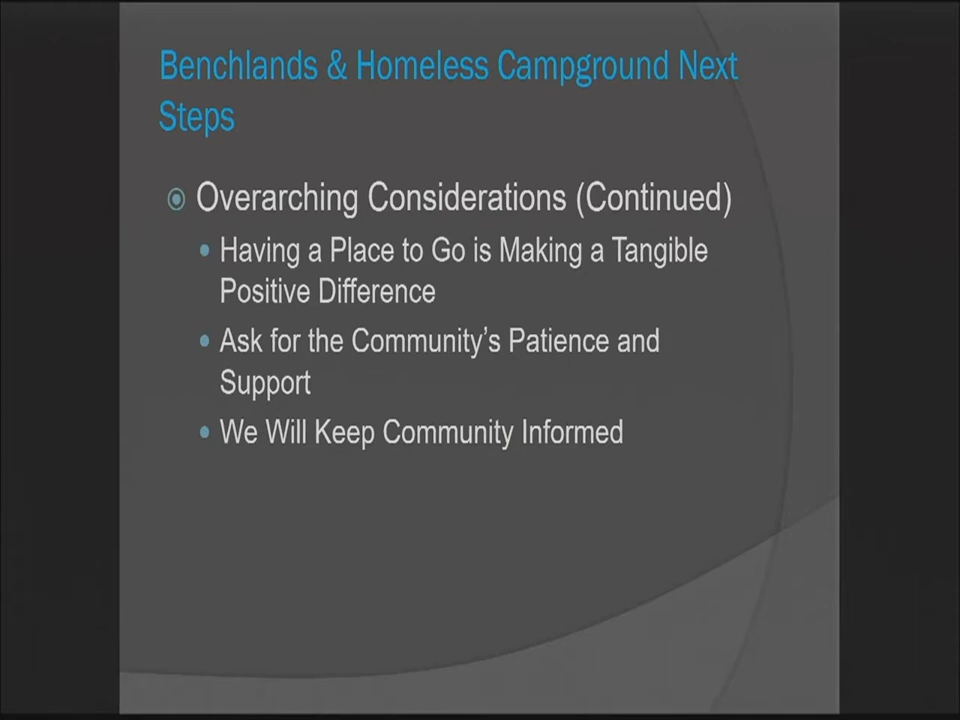 Benchlands & Homeless Campground Next
Steps
Overarching Considerations (Continued)
Having a Place to Go is Making a Tangible
Positive Difference
Ask for the Community's Patience and
Support
We Will Keep Community Informed